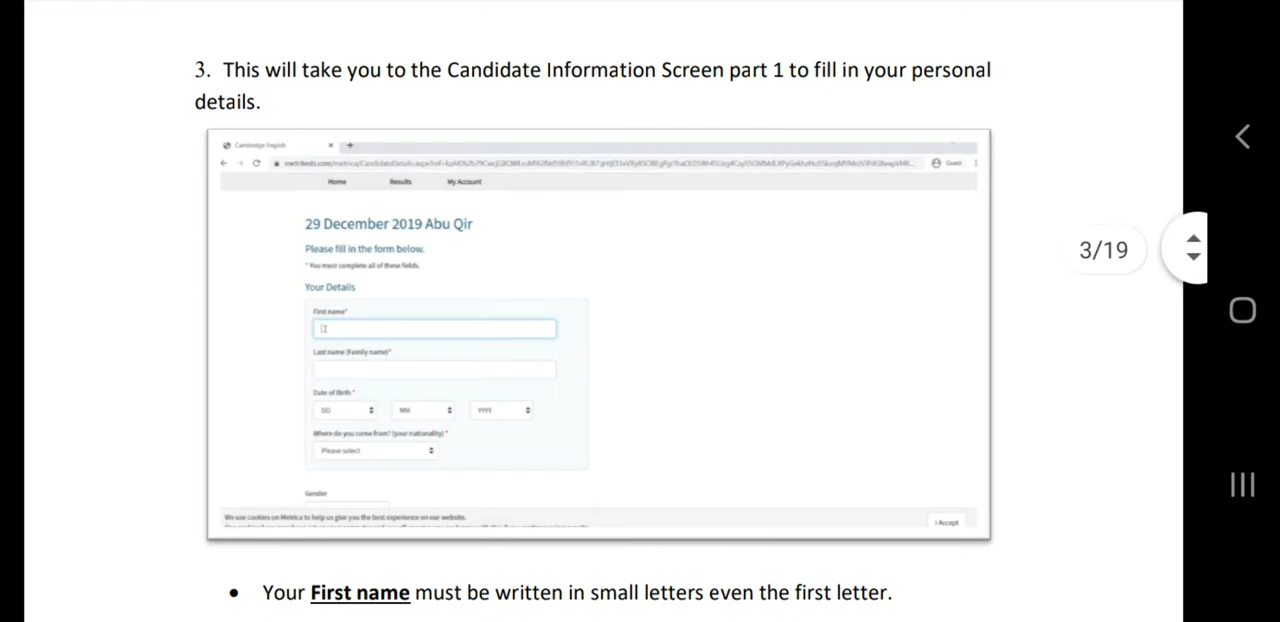 3. This will take you to the Candidate Information Screen part 1 to fill in your personal
details.
Cambridge English
Guest
Home Results My Account
29 December 2019 Abu Qir
Please fill in the form below.
*You must complete all of these fields.
Your Details
First name*
Last name (Family name)*
Date of Birth *
DD MM YYYY
Where do you come from? (your nationality) *
Please select
Gender
We use cookies on Metrica to help us give you the best experience on our website.
I Accept
3/19
• Your First name must be written in small letters even the first letter.